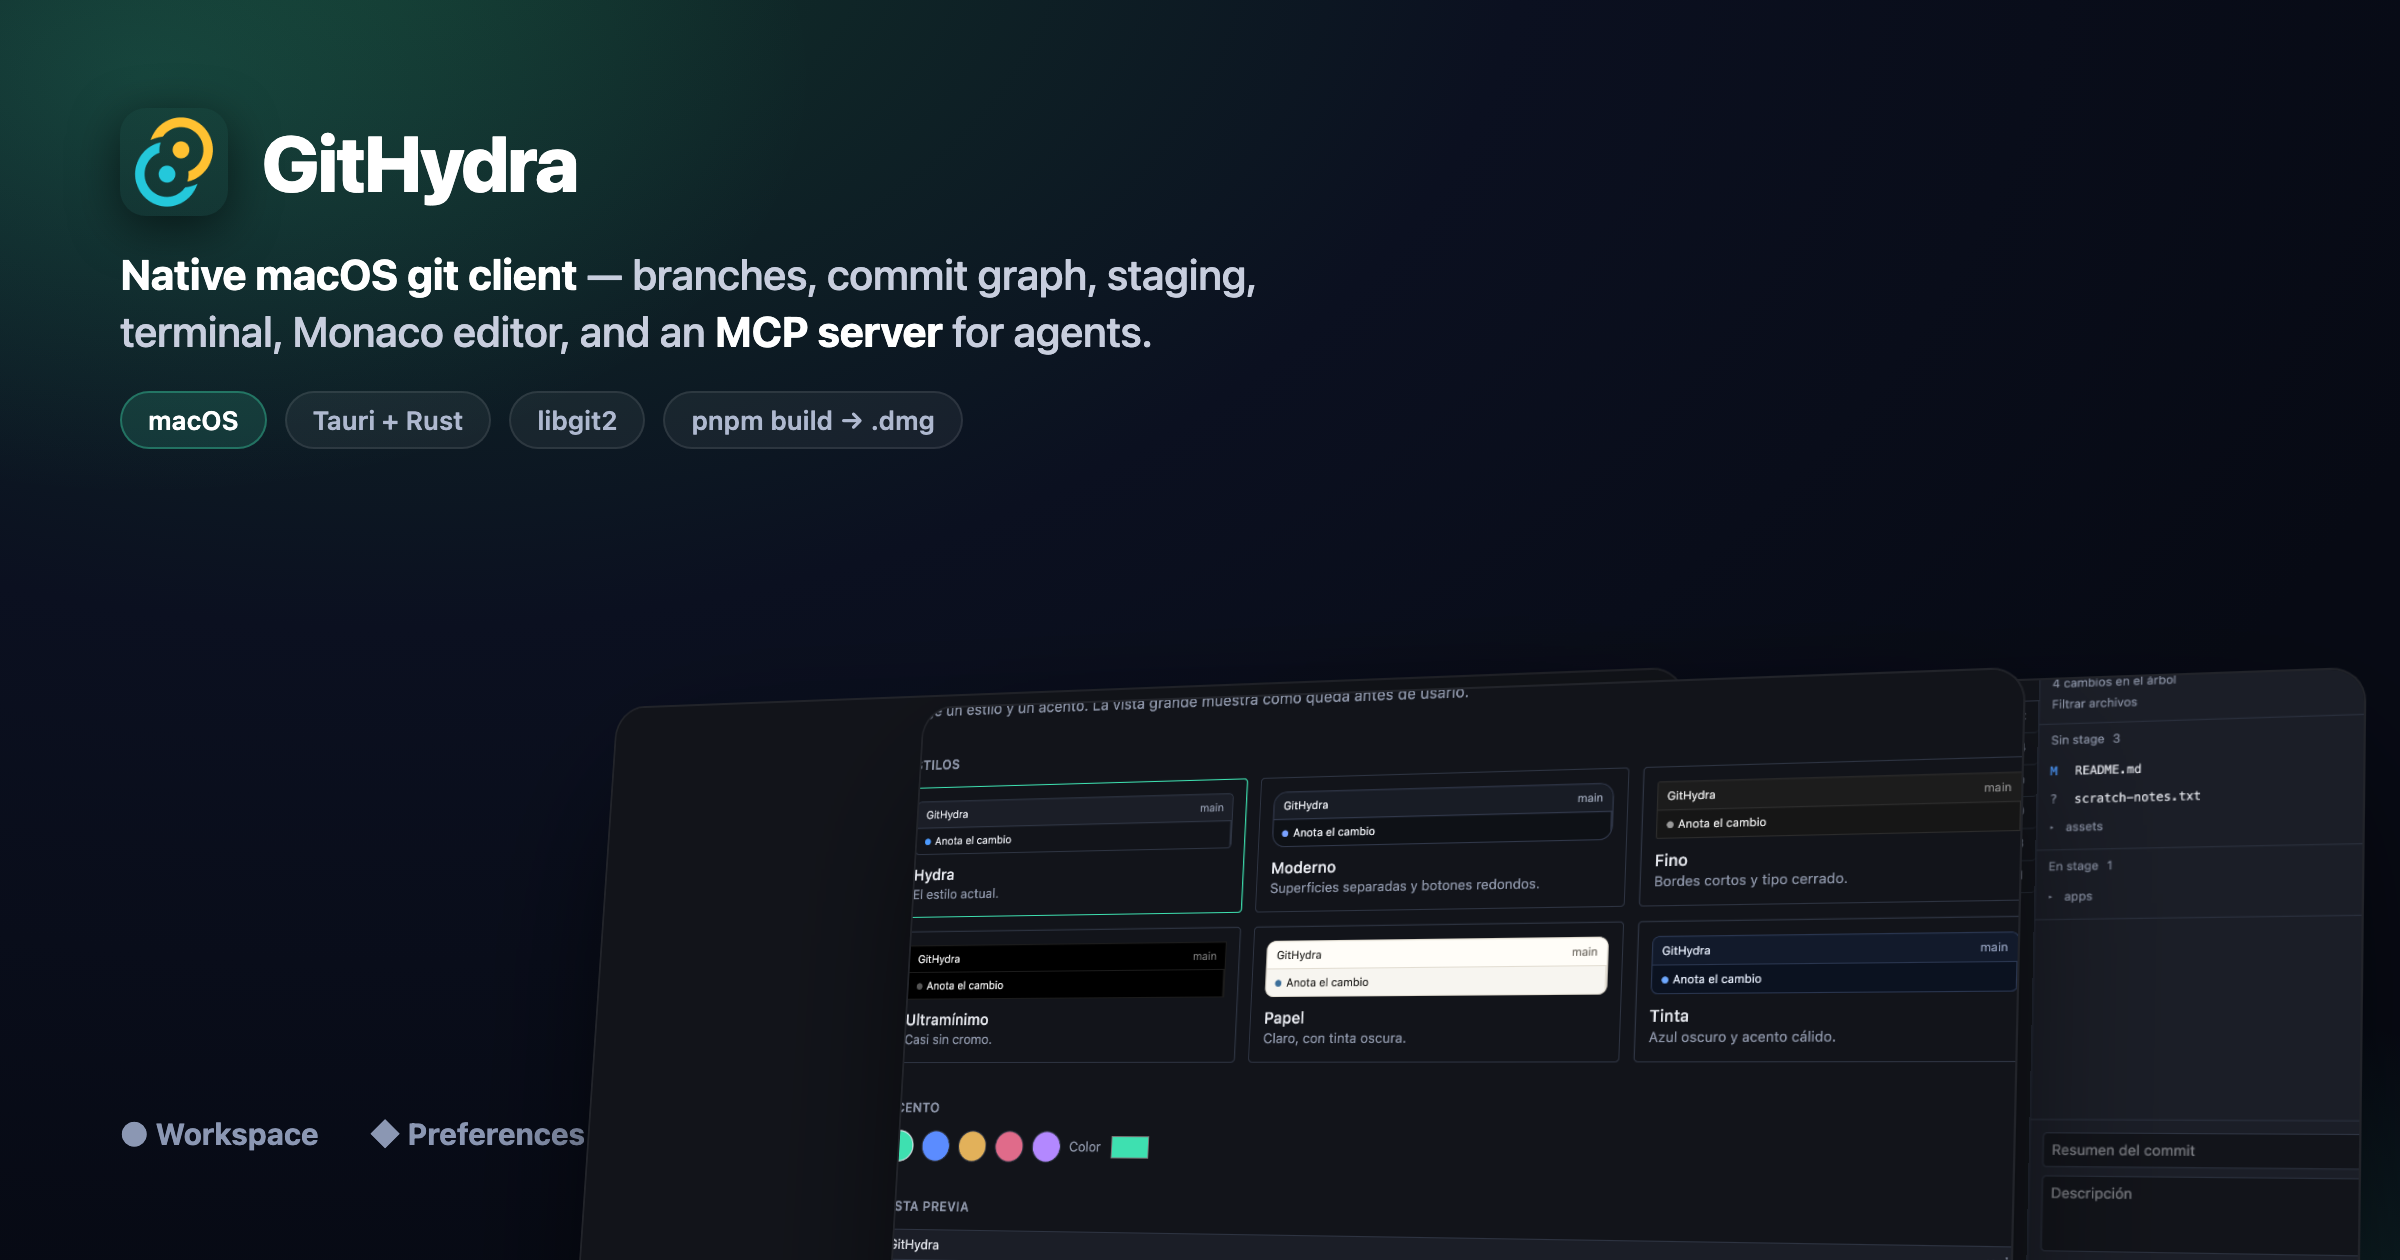 GitHydra
Native macOS git client — branches, commit graph, staging,
terminal, Monaco editor, and an MCP server for agents.
macOS
Tauri + Rust
libgit2
pnpm build → .dmg
Workspace
Preferences
un estilo y un acento. La vista grande muestra cómo queda antes de usarlo.
TILOS
GitHydra main
Anota el cambio
Hydra
El estilo actual.
GitHydra main
Anota el cambio
Moderno
Superficies separadas y botones redondos.
GitHydra main
Anota el cambio
Fino
Bordes cortos y tipo cerrado.
GitHydra main
Anota el cambio
Ultramínimo
Casi sin cromo.
GitHydra main
Anota el cambio
Papel
Claro, con tinta oscura.
GitHydra main
Anota el cambio
Tinta
Azul oscuro y acento cálido.
CENTO
Color
STA PREVIA
GitHydra
4 cambios en el árbol
Filtrar archivos
Sin stage 3
M README.md
? scratch-notes.txt
assets
En stage 1
apps
Resumen del commit
Descripción